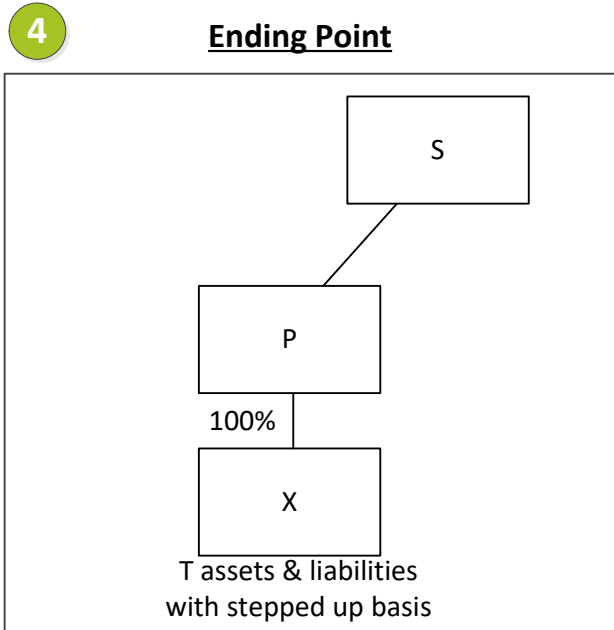 4
Ending Point
S
P
100%
X
T assets & liabilities
with stepped up basis